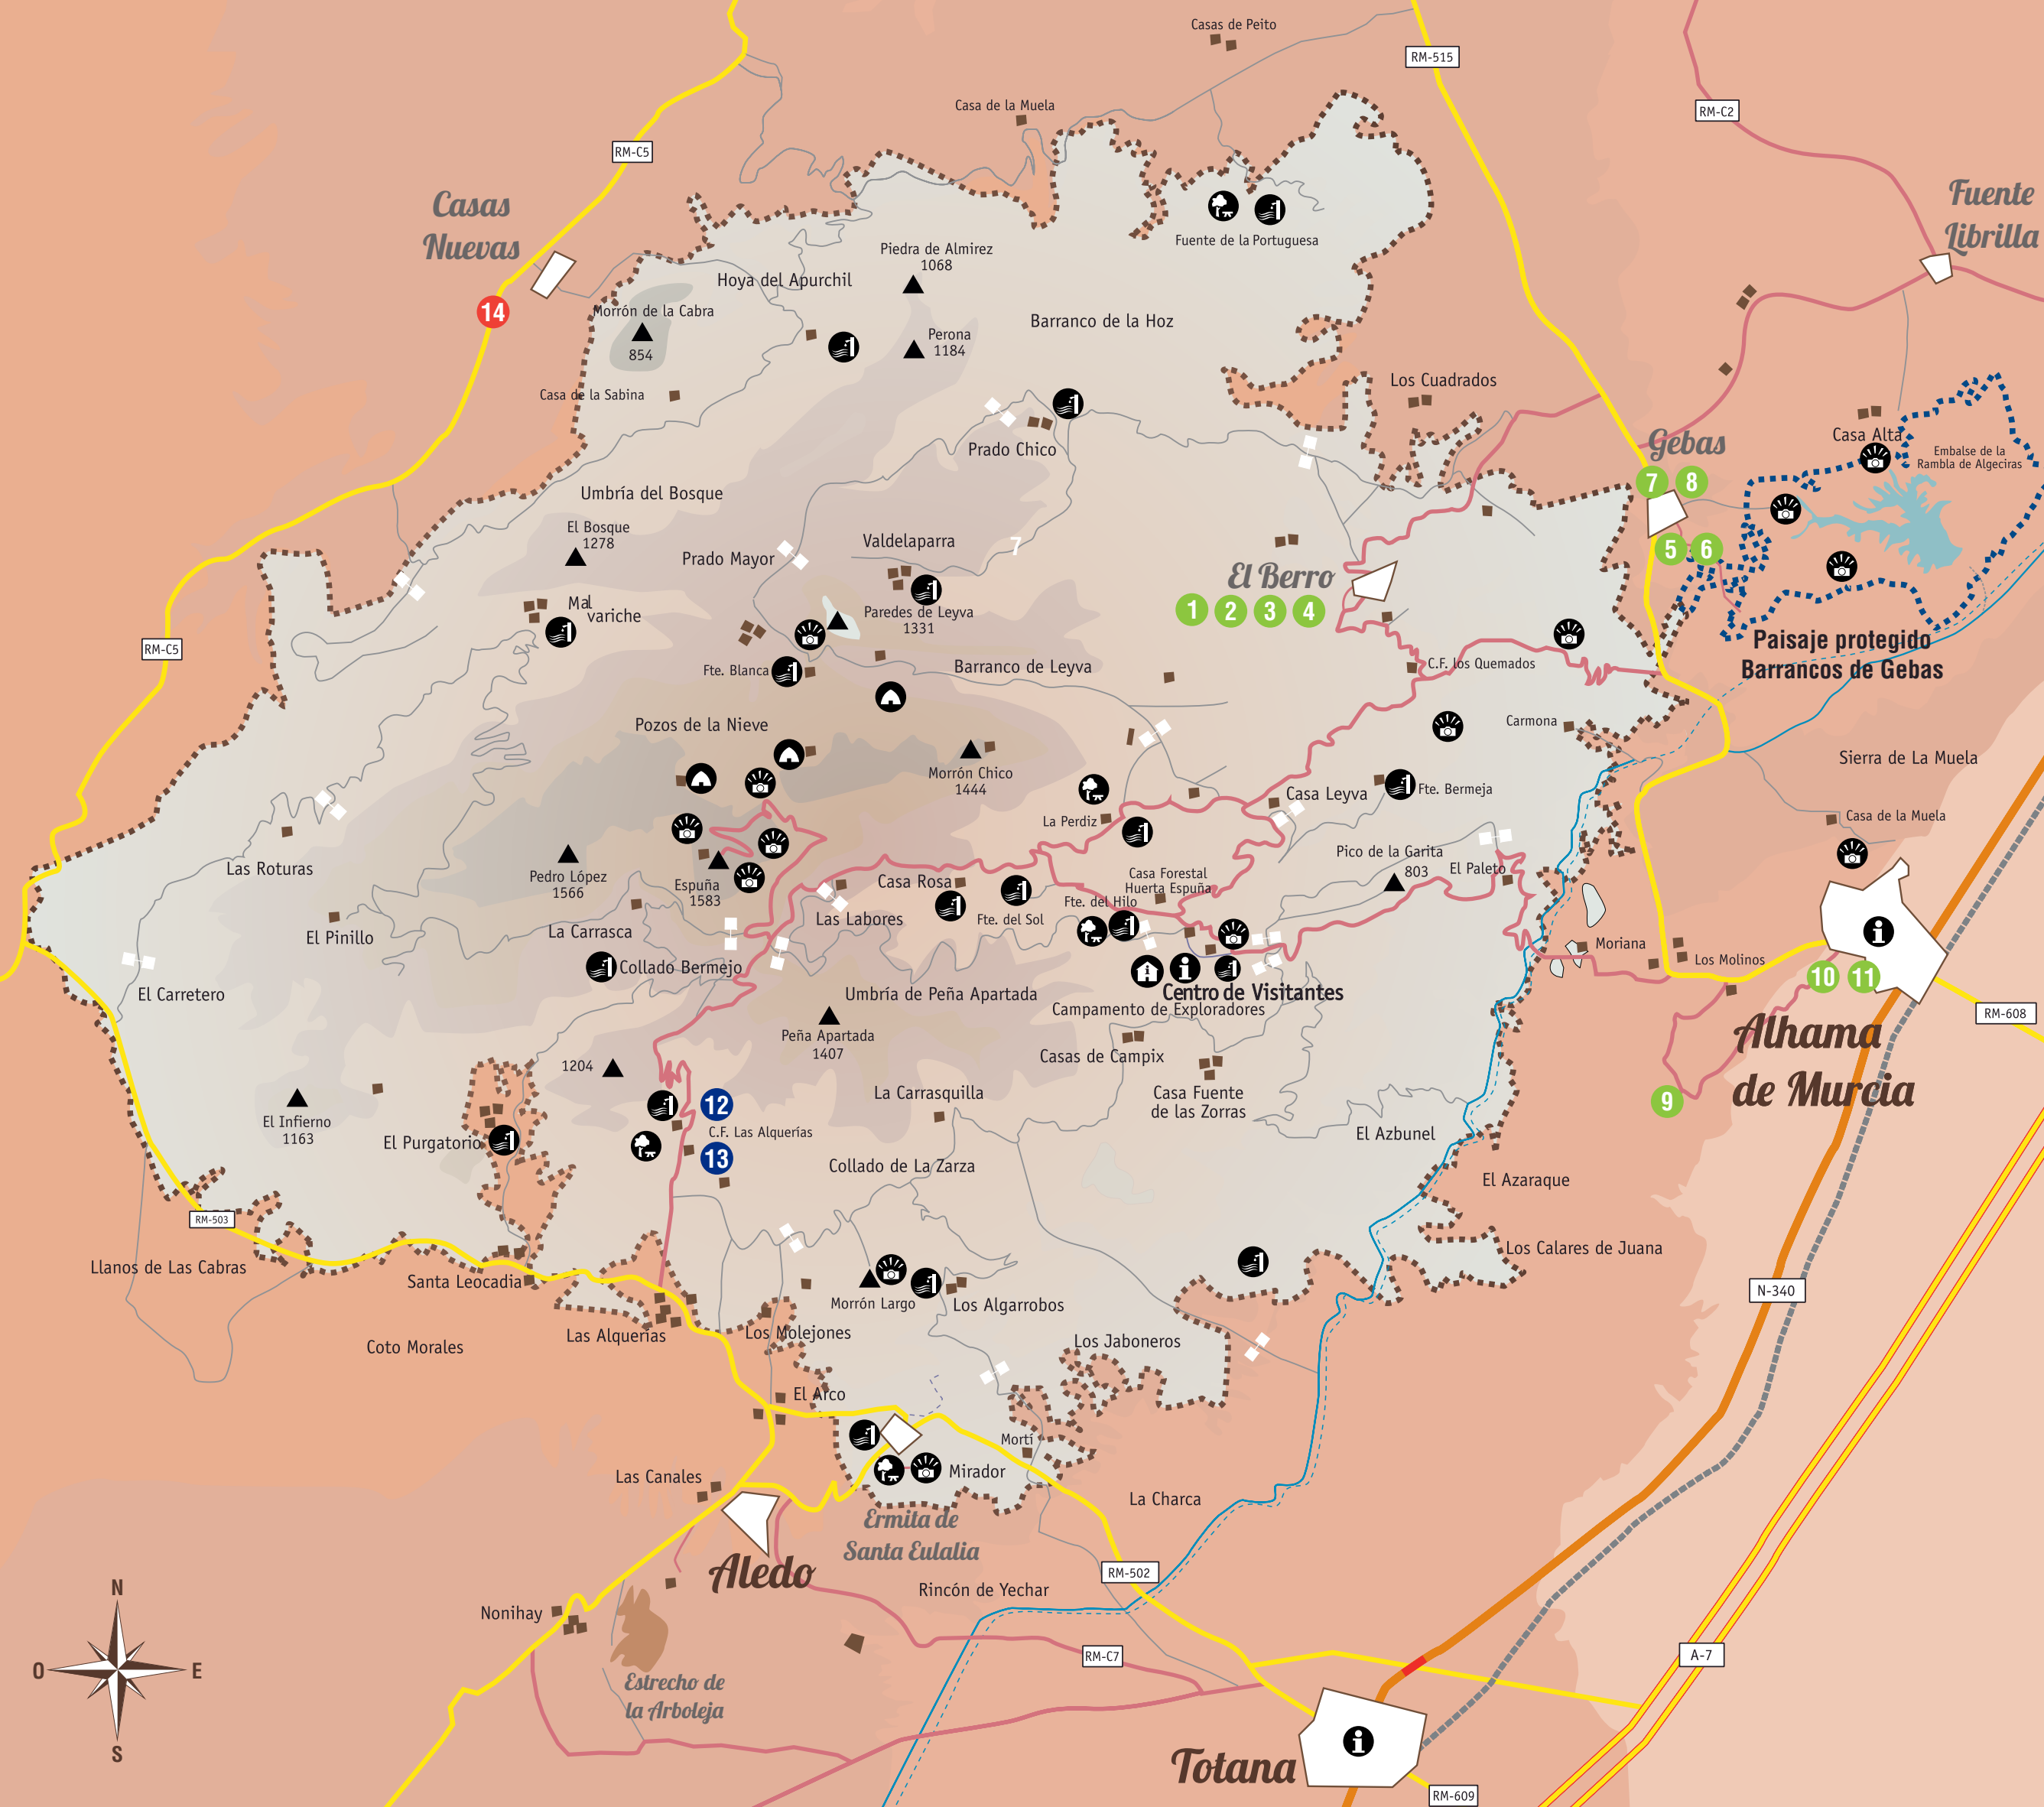 Casas de Peito
RM-515
RM-C2
Casa de la Muela
RM-C5
Casas
Nuevas
Fuente
Librilla
Fuente de la Portuguesa
Piedra de Almirez
1068
Hoya del Apurchil
14
Morrón de la Cabra
854
Barranco de la Hoz
Perona
1184
Casa de la Sabina
Los Cuadrados
Prado Chico
Gebas
7
8
Casa Alta
Embalse de la
Rambla de Algeciras
Umbría del Bosque
El Bosque
1278
Prado Mayor
Valdelaparra
7
5
6
El Berro
1
2
3
4
Mal
variche
Paredes de Leyva
1331
RM-C5
Paisaje protegido
Barrancos de Gebas
Fte. Blanca
Barranco de Leyva
C.F. los Quemados
Pozos de la Nieve
Carmona
Sierra de La Muela
Morrón Chico
1444
Casa Leyva
Fte. Bermeja
La Perdiz
Casa de la Muela
Las Roturas
Pedro López
1566
Espuña
1583
Casa Rosa
Pico de la Garita
803
El Paleto
Casa Forestal
Huerta Espuña
Fte. del Hilo
Fte. del Sol
Las Labores
La Carrasca
El Pinillo
Moriana
Los Molinos
Collado Bermejo
10
11
El Carretero
Umbría de Peña Apartada
Centro de Visitantes
Campamento de Exploradores
RM-608
Alhama
de Murcia
Peña Apartada
1407
Casas de Campix
1204
La Carrasquilla
Casa Fuente
de las Zorras
9
12
C.F. Las Alquerías
13
El Infierno
1163
El Purgatorio
El Azbunel
Collado de La Zarza
El Azaraque
RM-503
Los Calares de Juana
Llanos de Las Cabras
Santa Leocadia
N-340
Morrón Largo
Los Algarrobos
Las Alquerías
Los Molejones
Los Jaboneros
Coto Morales
El Arco
Mortí
Mirador
Las Canales
La Charca
Ermita de
Santa Eulalia
Aledo
RM-502
Rincón de Yechar
N
Nonihay
O
E
RM-C7
A-7
Estrecho de
la Arboleja
S
Totana
RM-609